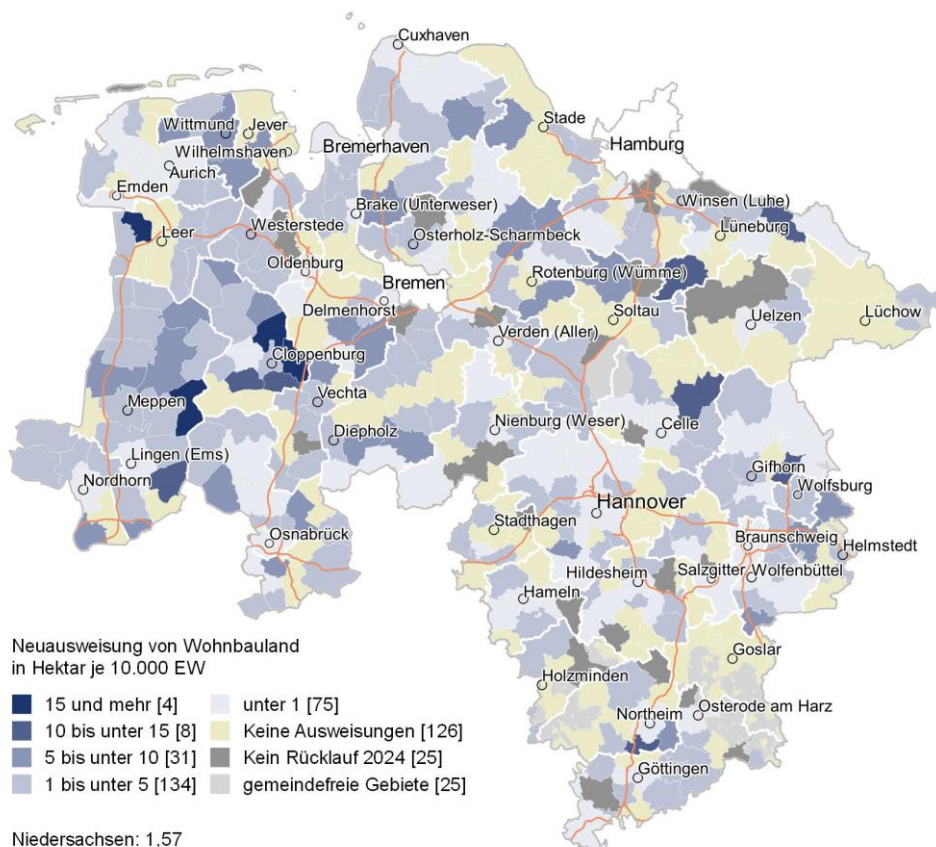 Cuxhaven
Stade
Hamburg
Wittmund
Jever
Bremerhaven
Wilhelmshaven
Aurich
Emden
Brake (Unterweser)
Winsen (Luhe)
Leer
Westerstede
Osterholz-Scharmbeck
Lüneburg
Oldenburg
Bremen
Rotenburg (Wümme)
Delmenhorst
Verden (Aller)
Soltau
Uelzen
Lüchow
Cloppenburg
Vechta
Meppen
Diepholz
Nienburg (Weser)
Celle
Lingen (Ems)
Gifhorn
Nordhorn
Wolfsburg
Hannover
Stadthagen
Osnabrück
Braunschweig
Helmstedt
Hildesheim
Salzgitter
Wolfenbüttel
Hameln
Goslar
Holzminden
Northeim
Osterode am Harz
Göttingen
Neuausweisung von Wohnbauland
in Hektar je 10.000 EW
15 und mehr [4]
10 bis unter 15 [8]
5 bis unter 10 [31]
1 bis unter 5 [134]
unter 1 [75]
Keine Ausweisungen [126]
Kein Rücklauf 2024 [25]
gemeindefreie Gebiete [25]
Niedersachsen: 1,57